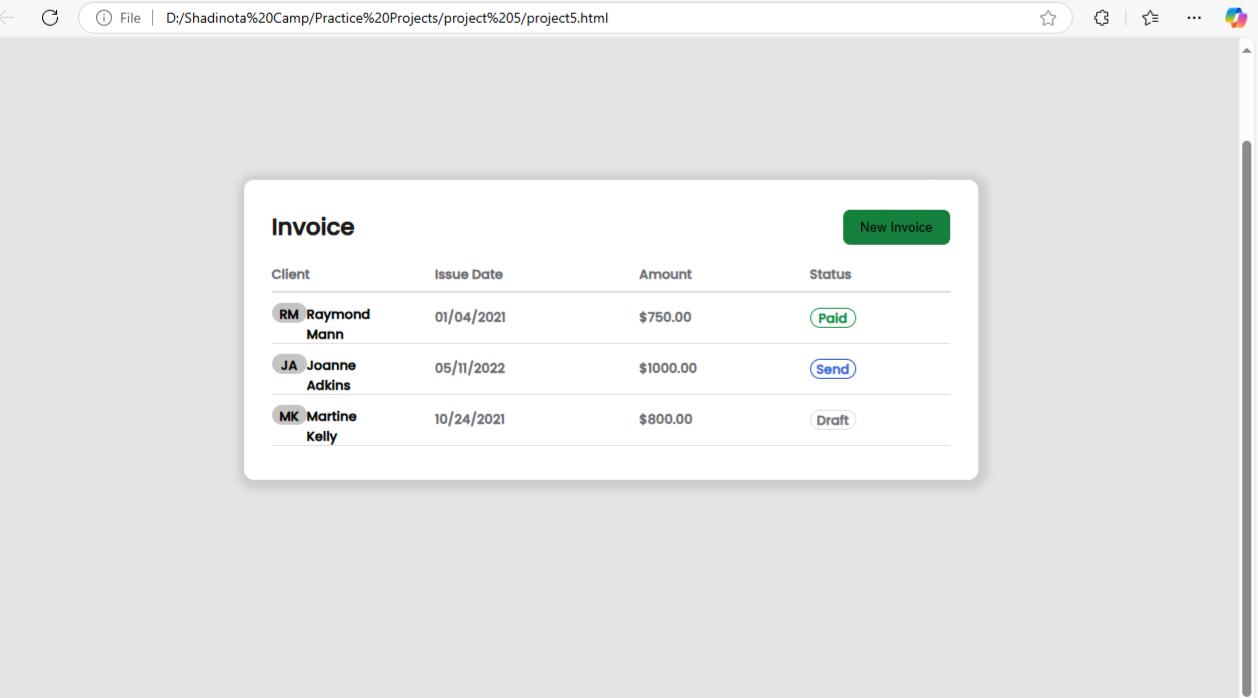 File D:/Shadinota%20Camp/Practice%20Projects/project%205/project5.html
Invoice
New Invoice
Client Issue Date Amount Status
RM Raymond Mann 01/04/2021 $750.00 Paid
JA Joanne Adkins 05/11/2022 $1000.00 Send
MK Martine Kelly 10/24/2021 $800.00 Draft